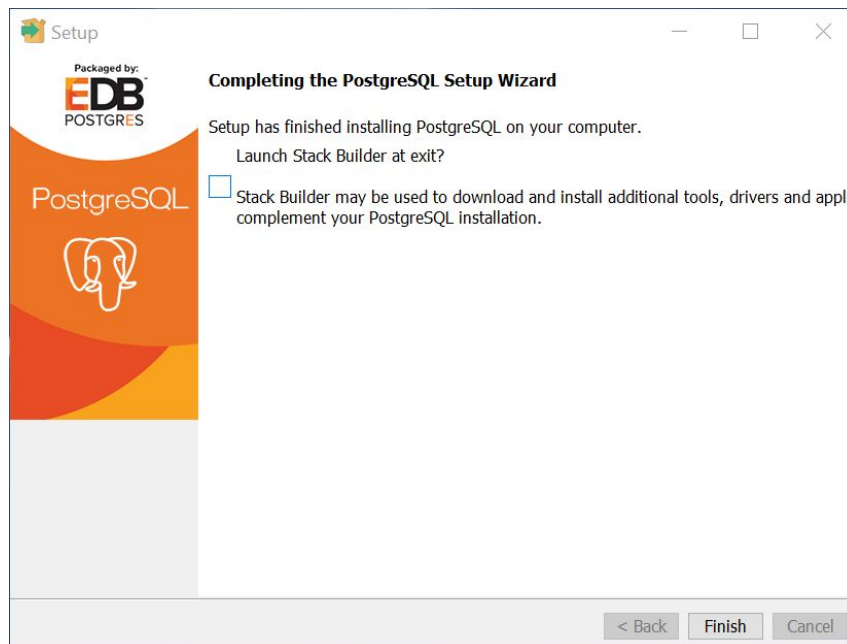 Setup
Packaged by:
EDB
POSTGRES
PostgreSQL
Completing the PostgreSQL Setup Wizard
Setup has finished installing PostgreSQL on your computer.
Launch Stack Builder at exit?
Stack Builder may be used to download and install additional tools, drivers and appl
complement your PostgreSQL installation.
< Back
Finish
Cancel